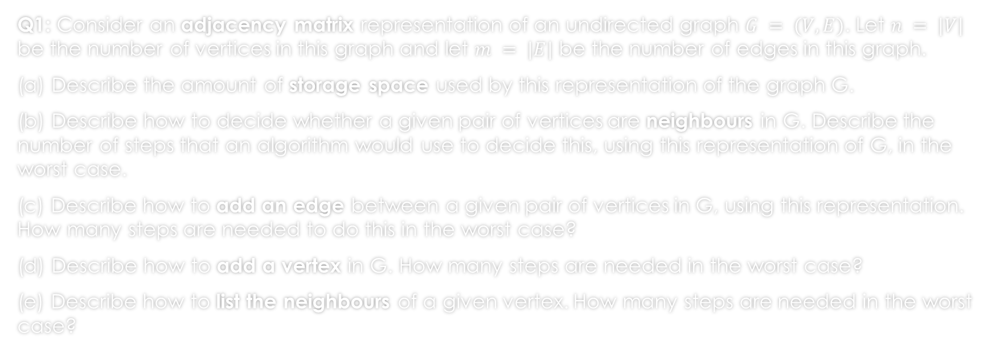 Q1: Consider an adjacency matrix representation of an undirected graph G = (V, E). Let n = |V|
be the number of vertices in this graph and let m = |E| be the number of edges in this graph.
(a) Describe the amount of storage space used by this representation of the graph G.
(b) Describe how to decide whether a given pair of vertices are neighbours in G. Describe the
number of steps that an algorithm would use to decide this, using this representation of G, in the
worst case.
(c) Describe how to add an edge between a given pair of vertices in G, using this representation.
How many steps are needed to do this in the worst case?
(d) Describe how to add a vertex in G. How many steps are needed in the worst case?
(e) Describe how to list the neighbours of a given vertex. How many steps are needed in the worst
case?